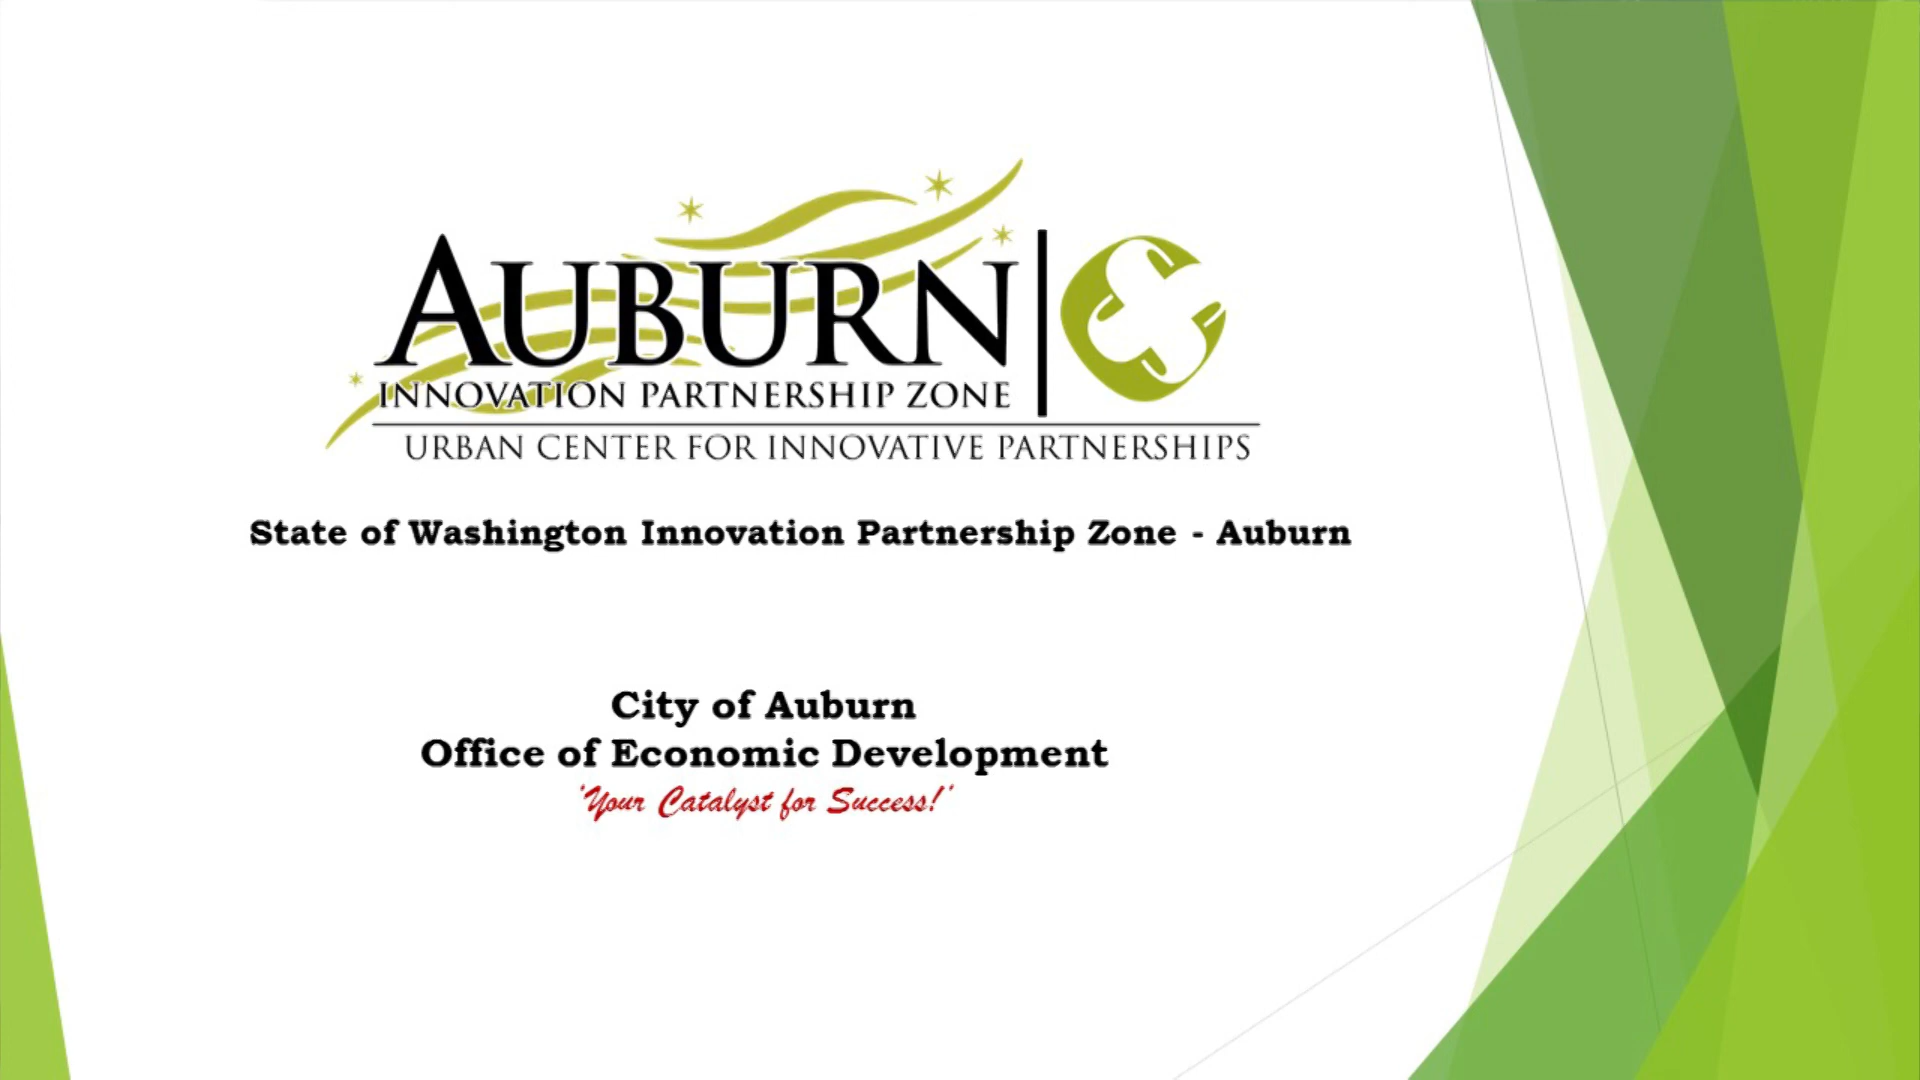 AUBURN
INNOVATION PARTNERSHIP ZONE
URBAN CENTER FOR INNOVATIVE PARTNERSHIPS
State of Washington Innovation Partnership Zone - Auburn
City of Auburn
Office of Economic Development
'Your Catalyst for Success!'